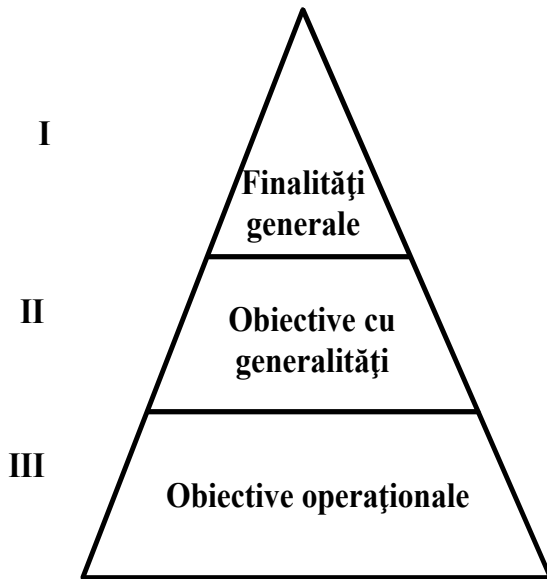 I
Finalităţi
generale
II
Obiective cu
generalităţi
III
Obiective operaţionale